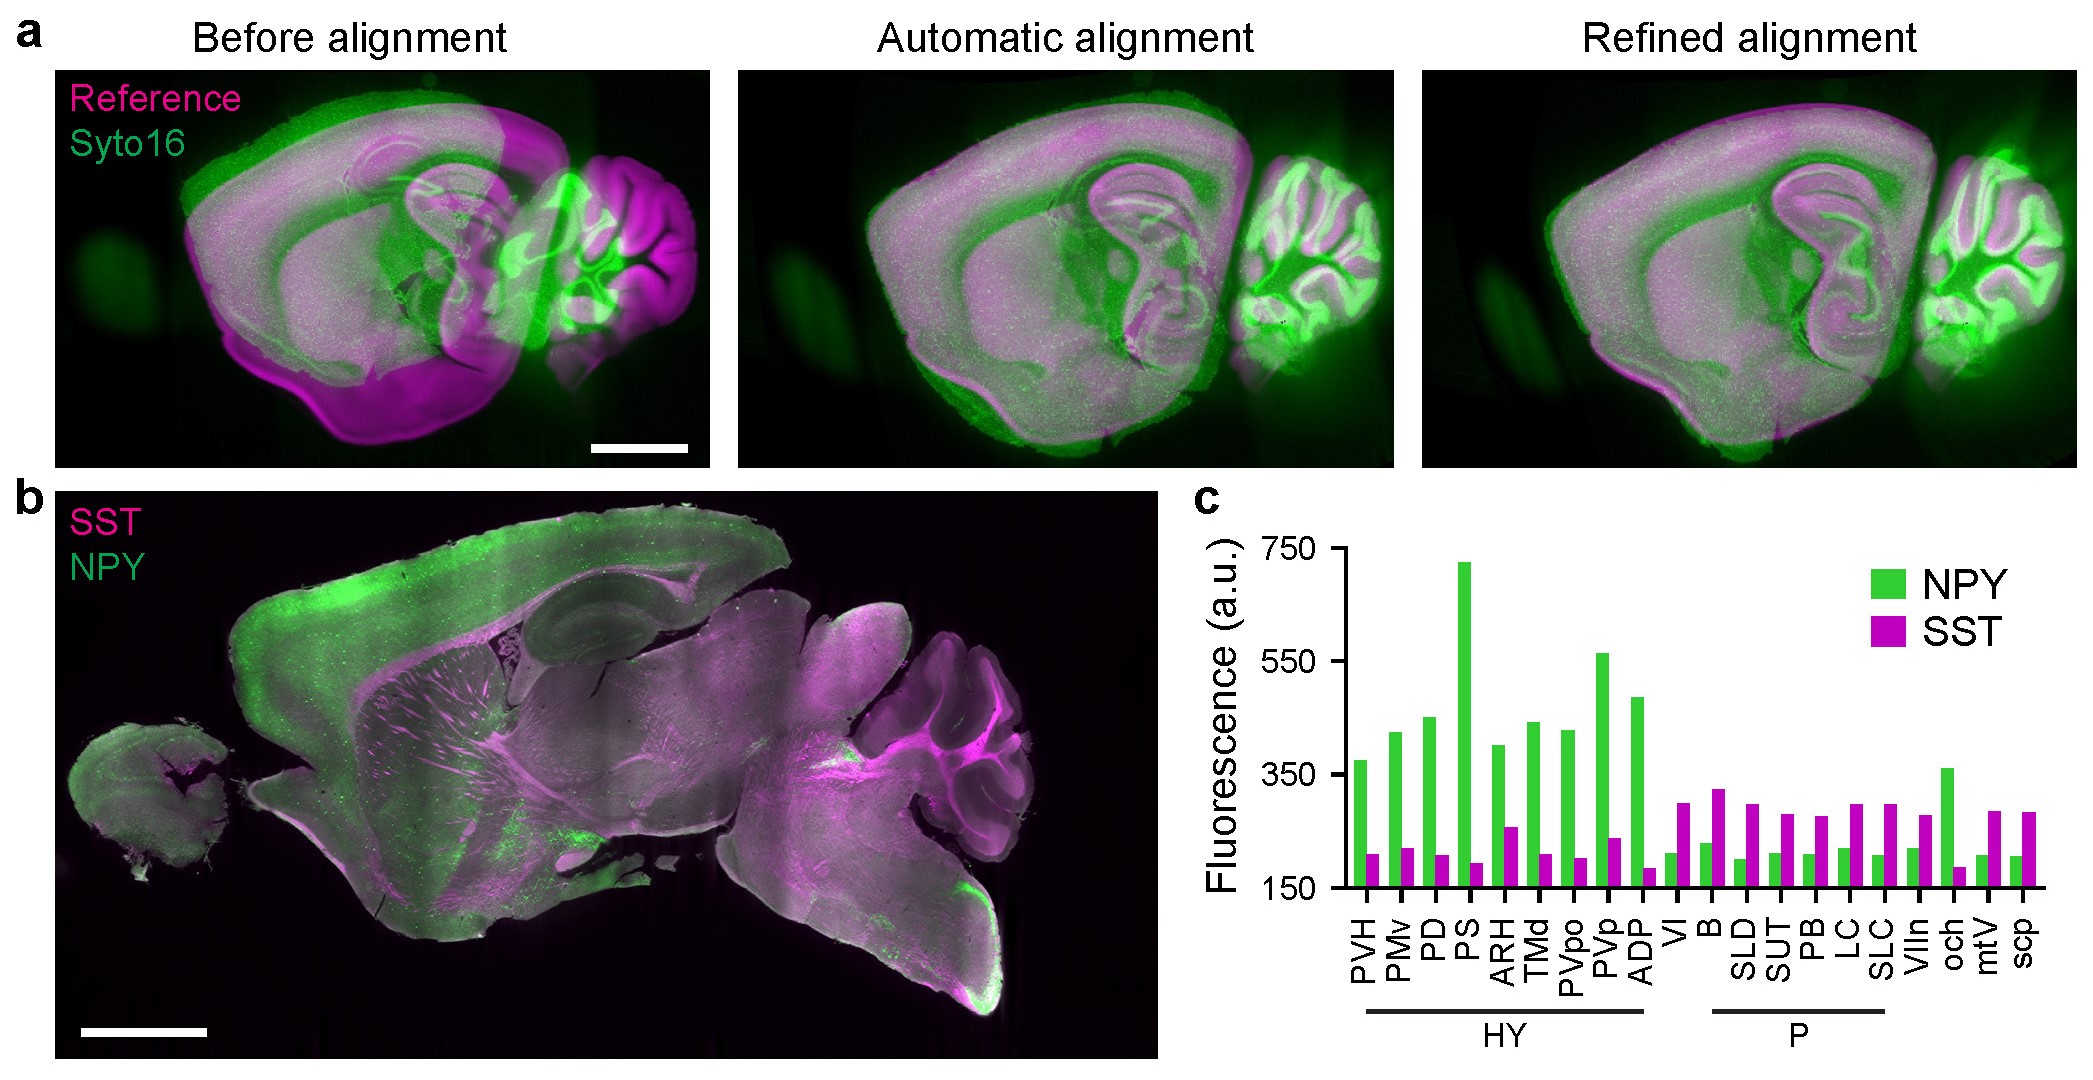 a
Before alignment
Automatic alignment
Refined alignment
Reference
Syto16
b
SST
NPY
c
Fluorescence (a.u.)
750
550
350
150
NPY
SST
PVH
PMv
PD
PS
ARH
TMd
PVpo
PVp
ADP
VI
B
SLD
SUT
PB
LC
SLC
VIIn
och
mtV
scp
HY
P